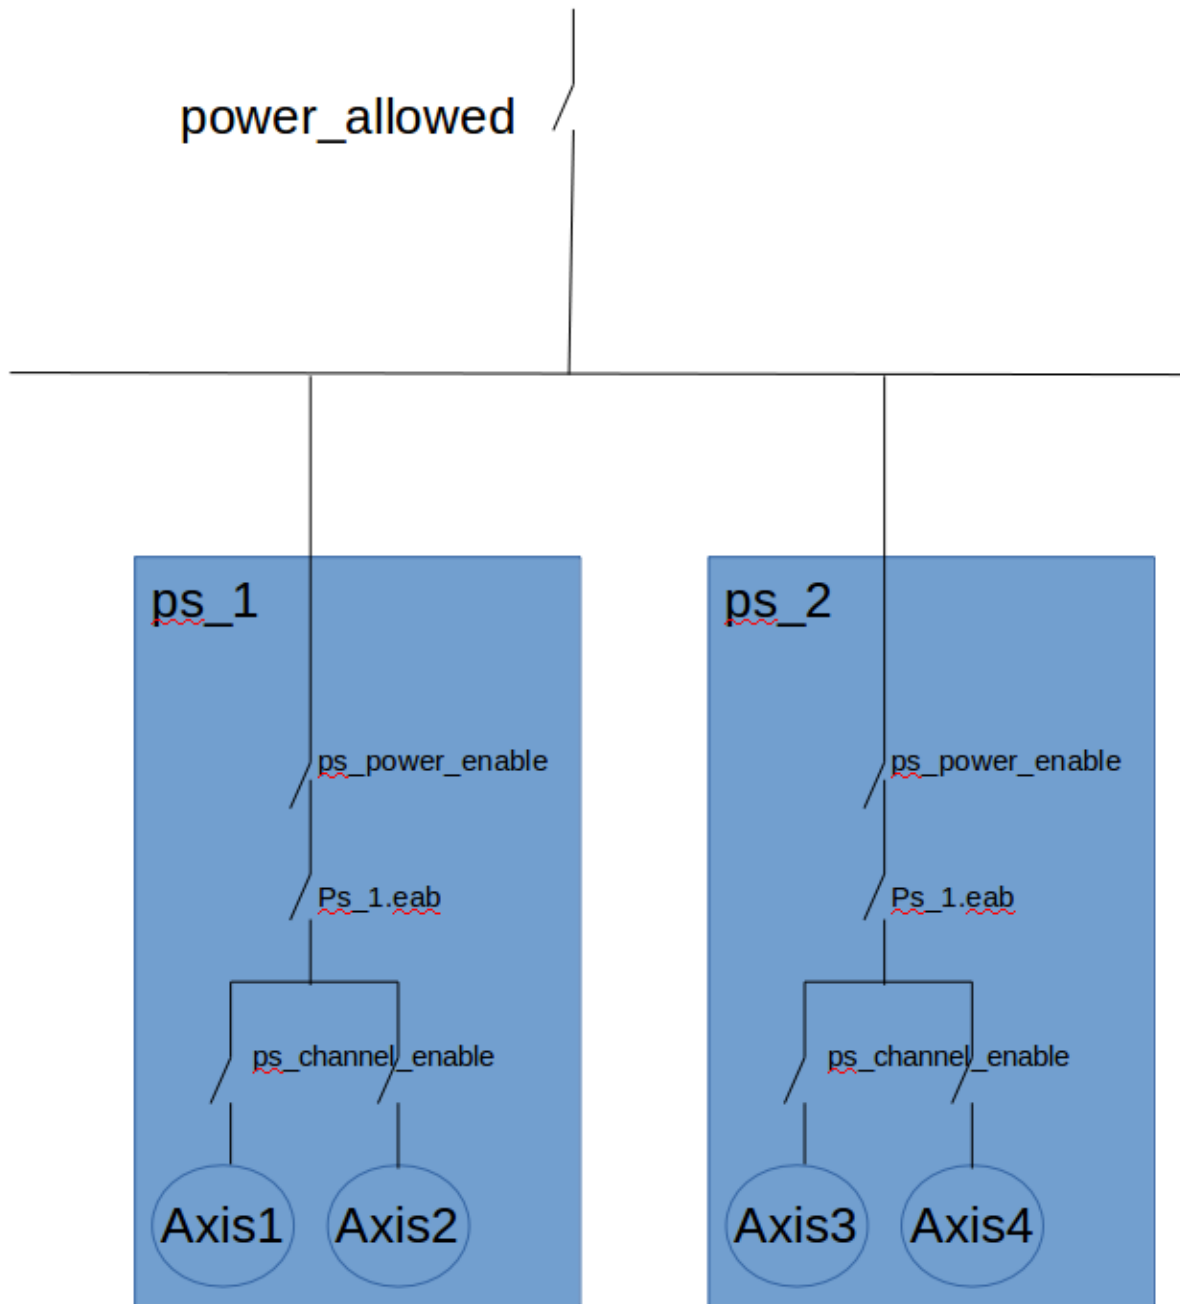 power_allowed
ps_1
ps_2
ps_power_enable
ps_power_enable
Ps_1.eab
Ps_1.eab
ps_channel_enable
ps_channel_enable
Axis1
Axis2
Axis3
Axis4